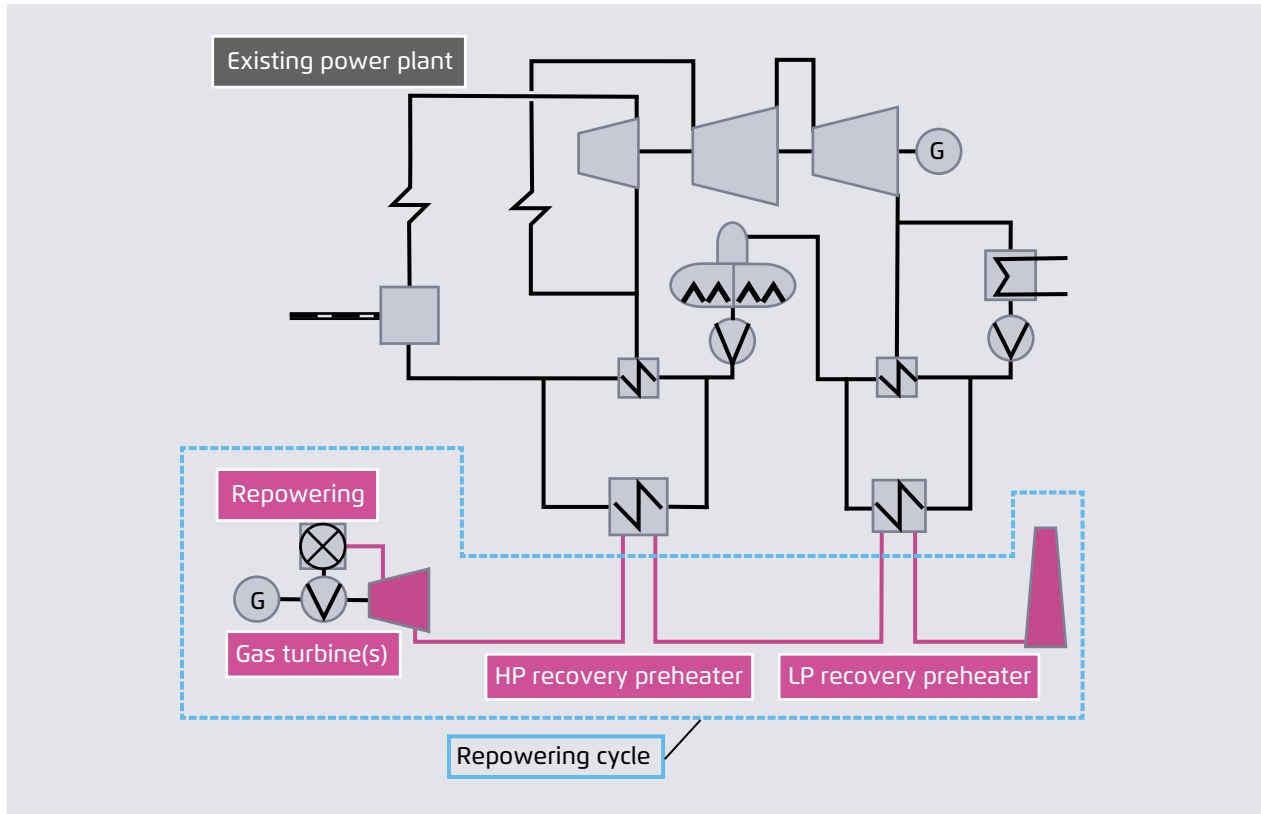 Existing power plant
G
Repowering
G
Gas turbine(s)
HP recovery preheater
LP recovery preheater
Repowering cycle